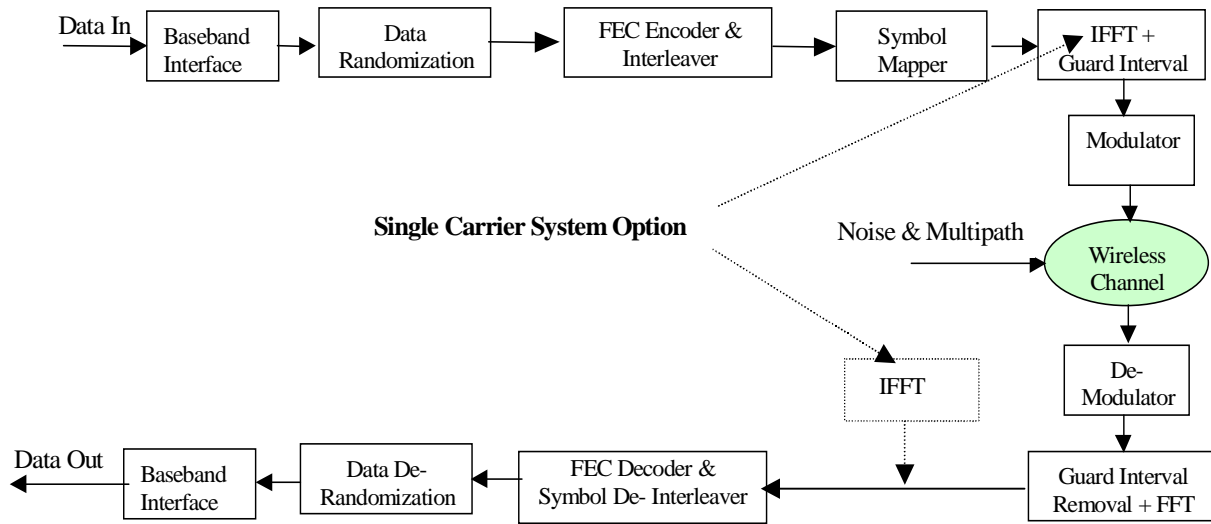 Data In
Baseband
Interface
Data
Randomization
FEC Encoder &
Interleaver
Symbol
Mapper
IFFT +
Guard Interval
Modulator
Single Carrier System Option
Noise & Multipath
Wireless
Channel
IFFT
De-
Modulator
Data Out
Baseband
Interface
Data De-
Randomization
FEC Decoder &
Symbol De- Interleaver
Guard Interval
Removal + FFT